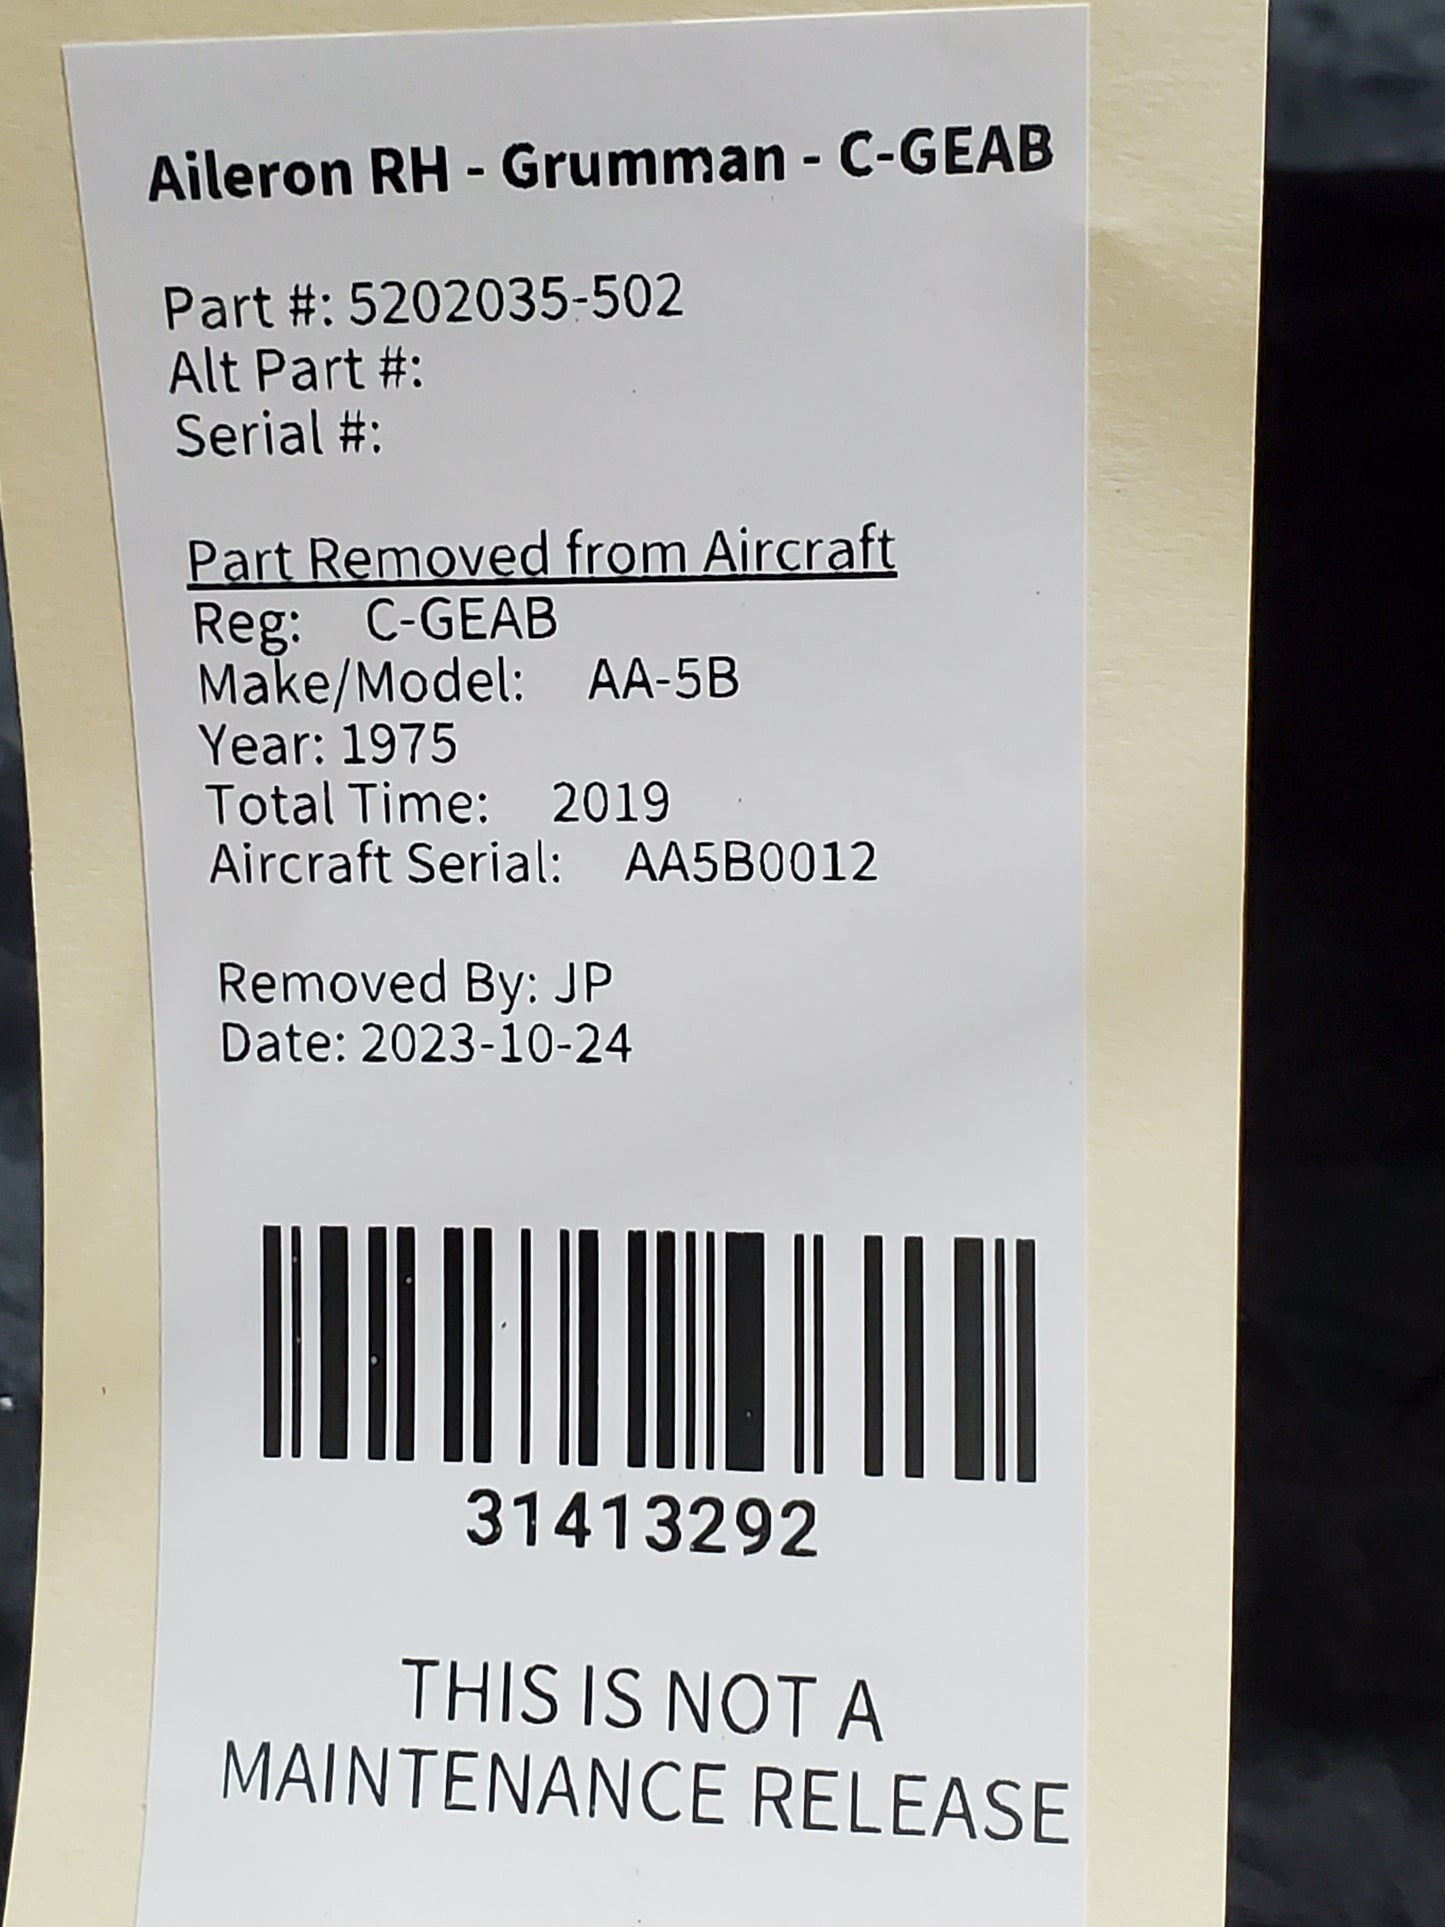 Aileron RH - Grumman - C-GEAB
Part #: 5202035-502
Alt Part #:
Serial #:
Part Removed from Aircraft
Reg: C-GEAB
Make/Model: AA-5B
Year: 1975
Total Time: 2019
Aircraft Serial: AA5B0012
Removed By: JP
Date: 2023-10-24
31413292
THIS IS NOT A
MAINTENANCE RELEASE